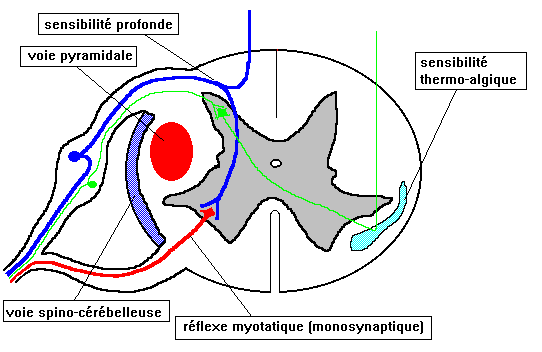 sensibilité profonde
voie pyramidale
sensibilité
thermo-algique
voie spino-cérébelleuse
réflexe myotatique (monosynaptique)